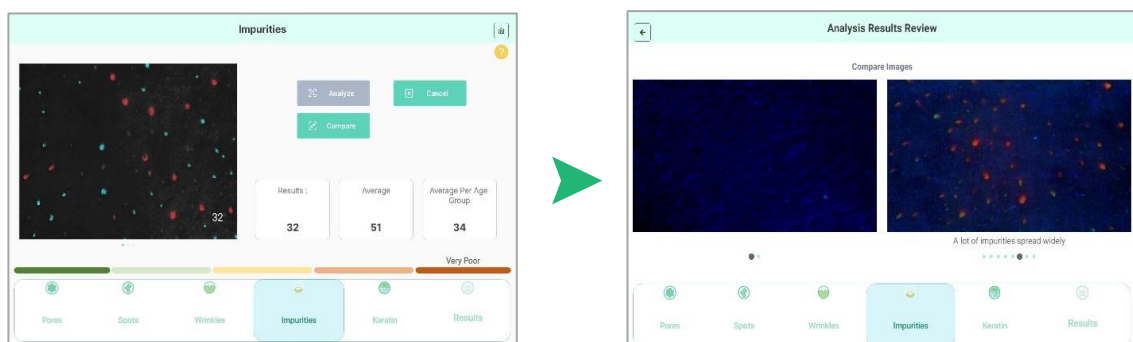 Impurities
?
Analyze
Cancel
Compare
32
Results :
Average
Average Per Age
Group
32
51
34
Very Poor
Pores
Spots
Wrinkles
Impurities
Keratin
Results
Analysis Results Review
Compare Images
A lot of impurities spread widely
Pores
Spots
Wrinkles
Impurities
Keratin
Results